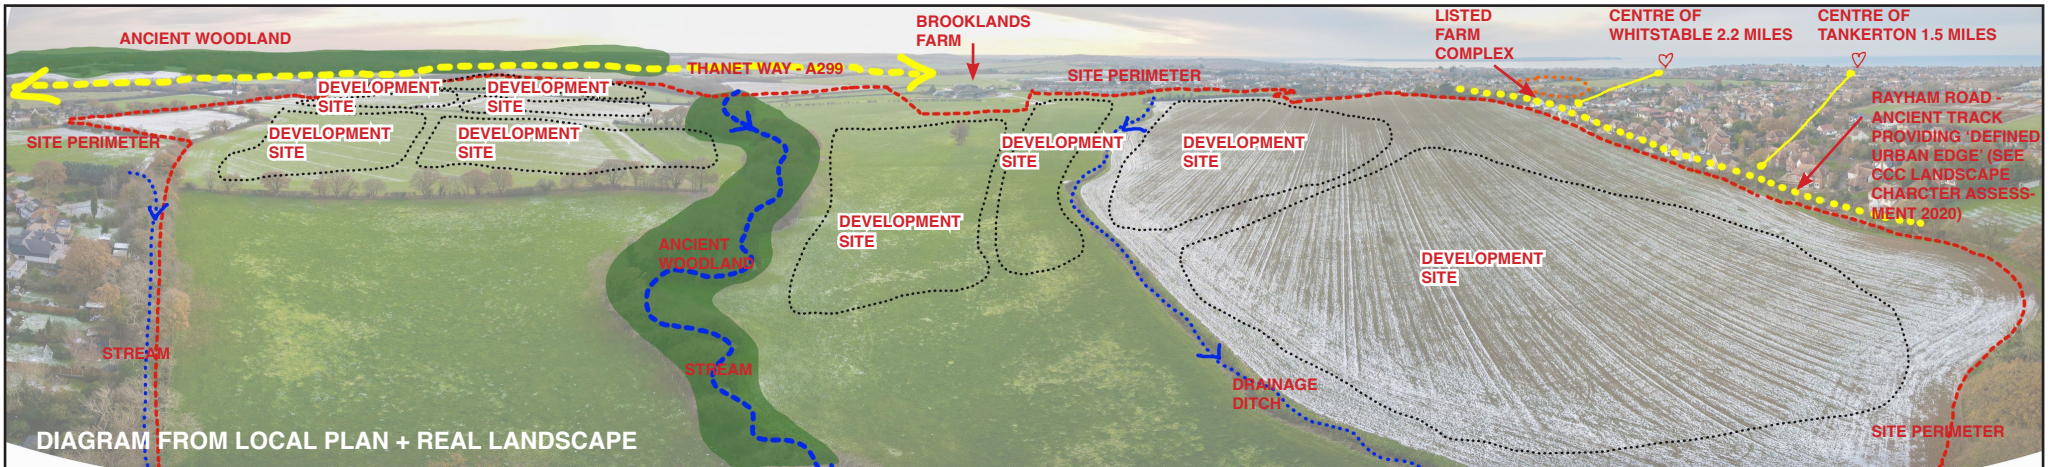 ANCIENT WOODLAND
BROOKLANDS
FARM
LISTED
FARM
COMPLEX
CENTRE OF
WHITSTABLE 2.2 MILES
CENTRE OF
TANKERTON 1.5 MILES
THANET WAY - A299
SITE PERIMETER
DEVELOPMENT
SITE
DEVELOPMENT
SITE
RAYHAM ROAD -
ANCIENT TRACK
PROVIDING ‘DEFINED
URBAN EDGE’ (SEE
CCC LANDSCAPE
CHARCTER ASSESS-
MENT 2020)
SITE PERIMETER
DEVELOPMENT
SITE
DEVELOPMENT
SITE
DEVELOPMENT
SITE
DEVELOPMENT
SITE
DEVELOPMENT
SITE
ANCIENT
WOODLAND
DEVELOPMENT
SITE
STREAM
STREAM
DRAINAGE
DITCH
SITE PERIMETER
DIAGRAM FROM LOCAL PLAN + REAL LANDSCAPE